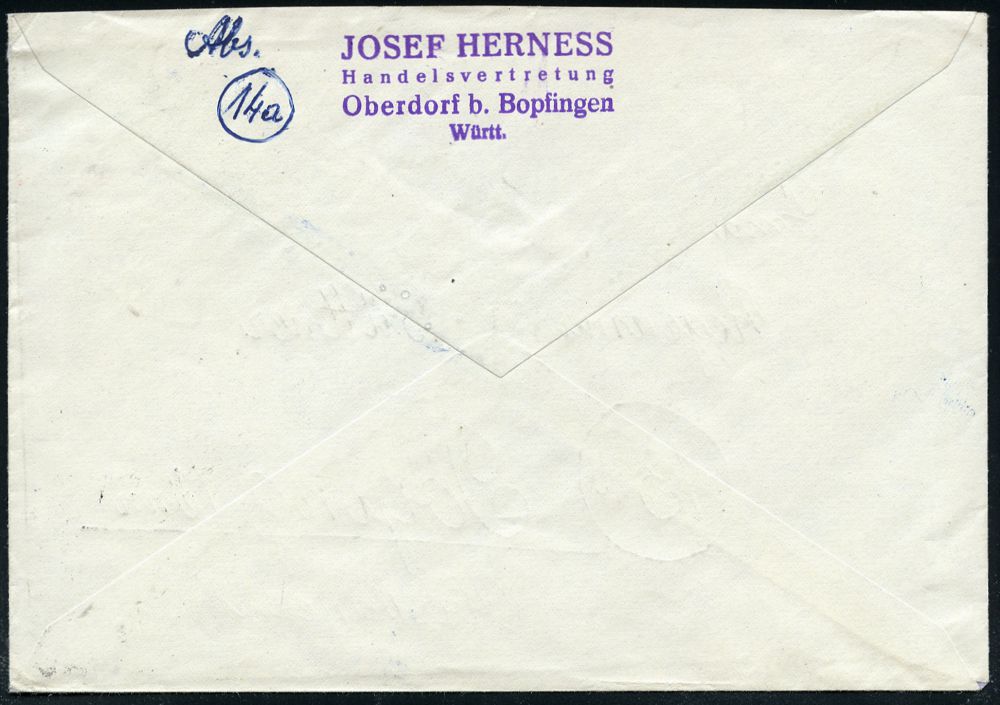 Abs.
14a
JOSEF HERNESS
Handelsvertretung
Oberdorf b. Bopfingen
Württ.